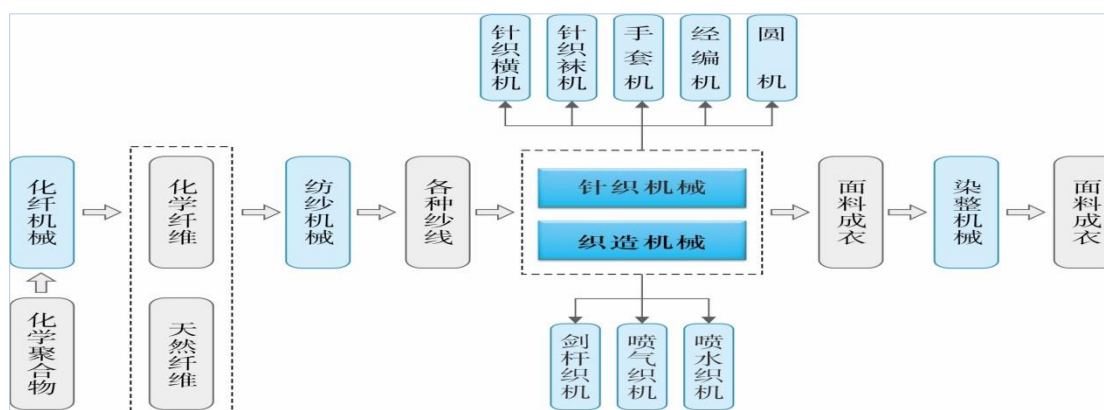 针织横机
针织袜机
手套机
经编机
圆机
化纤机械
化学纤维
纺纱机械
各种纱线
针织机械
织造机械
面料成衣
染整机械
面料成衣
化学聚合物
天然纤维
剑杆织机
喷气织机
喷水织机